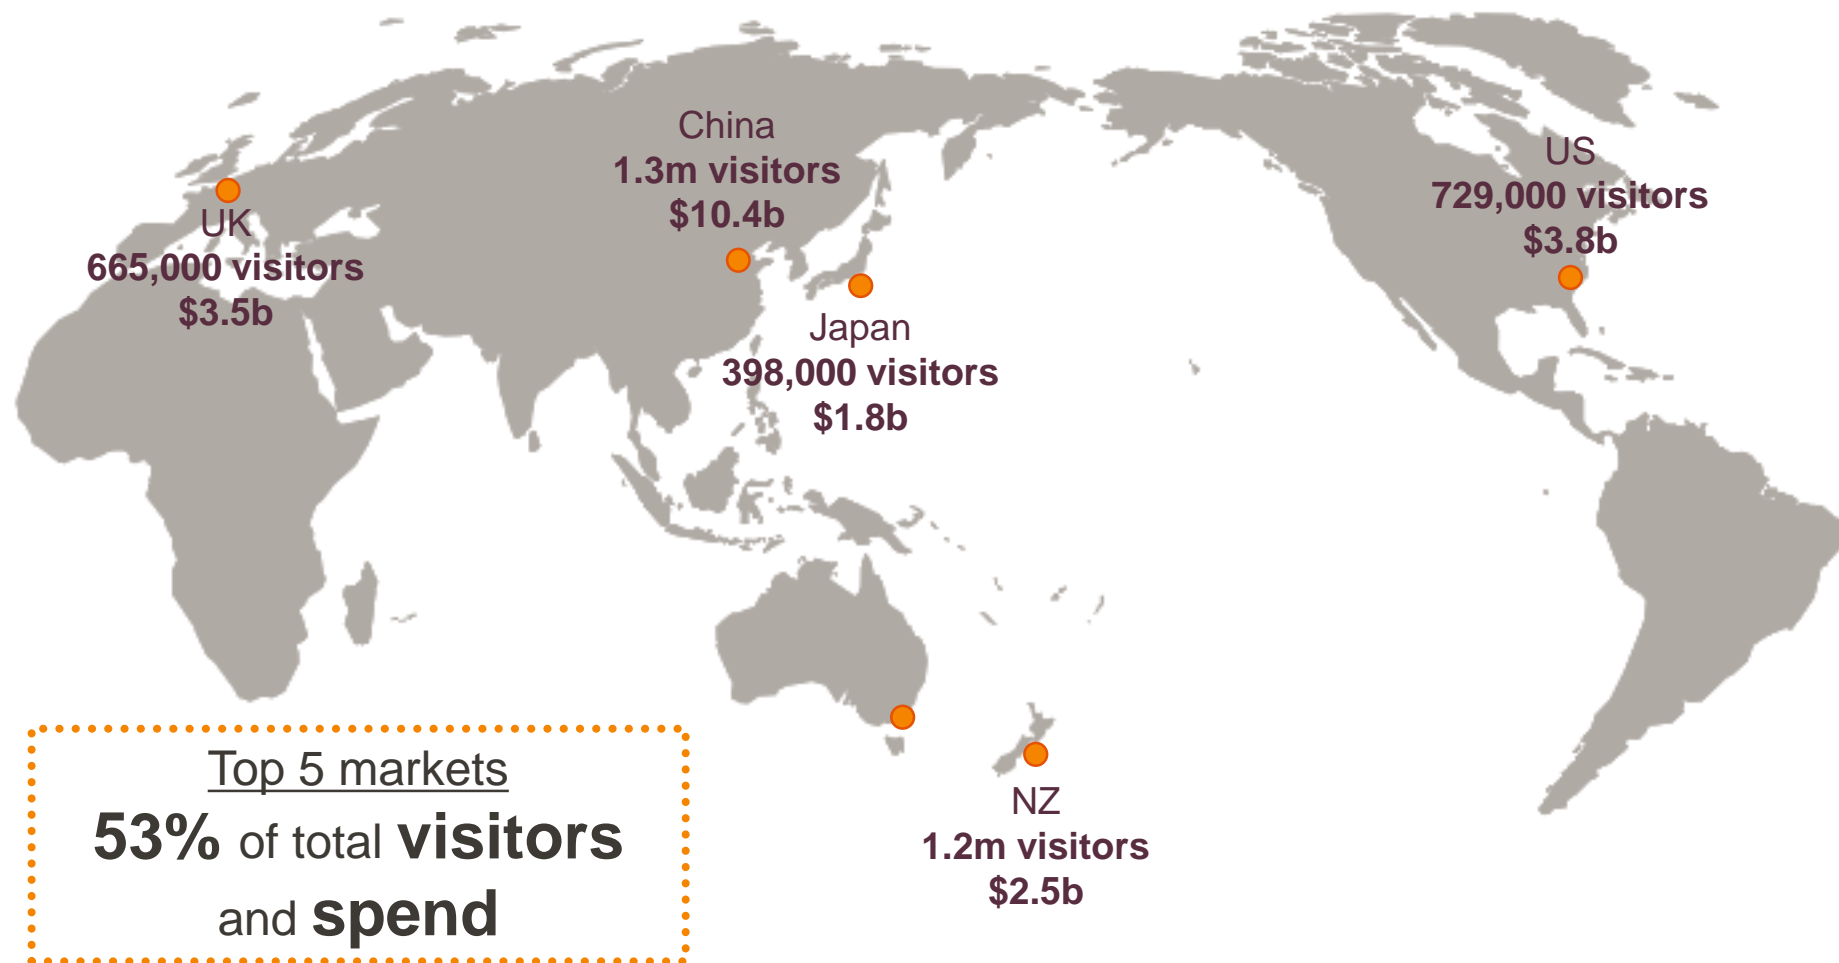 China
1.3m visitors
$10.4b
US
729,000 visitors
$3.8b
UK
665,000 visitors
$3.5b
Japan
398,000 visitors
$1.8b
NZ
1.2m visitors
$2.5b
Top 5 markets
53% of total visitors
and spend